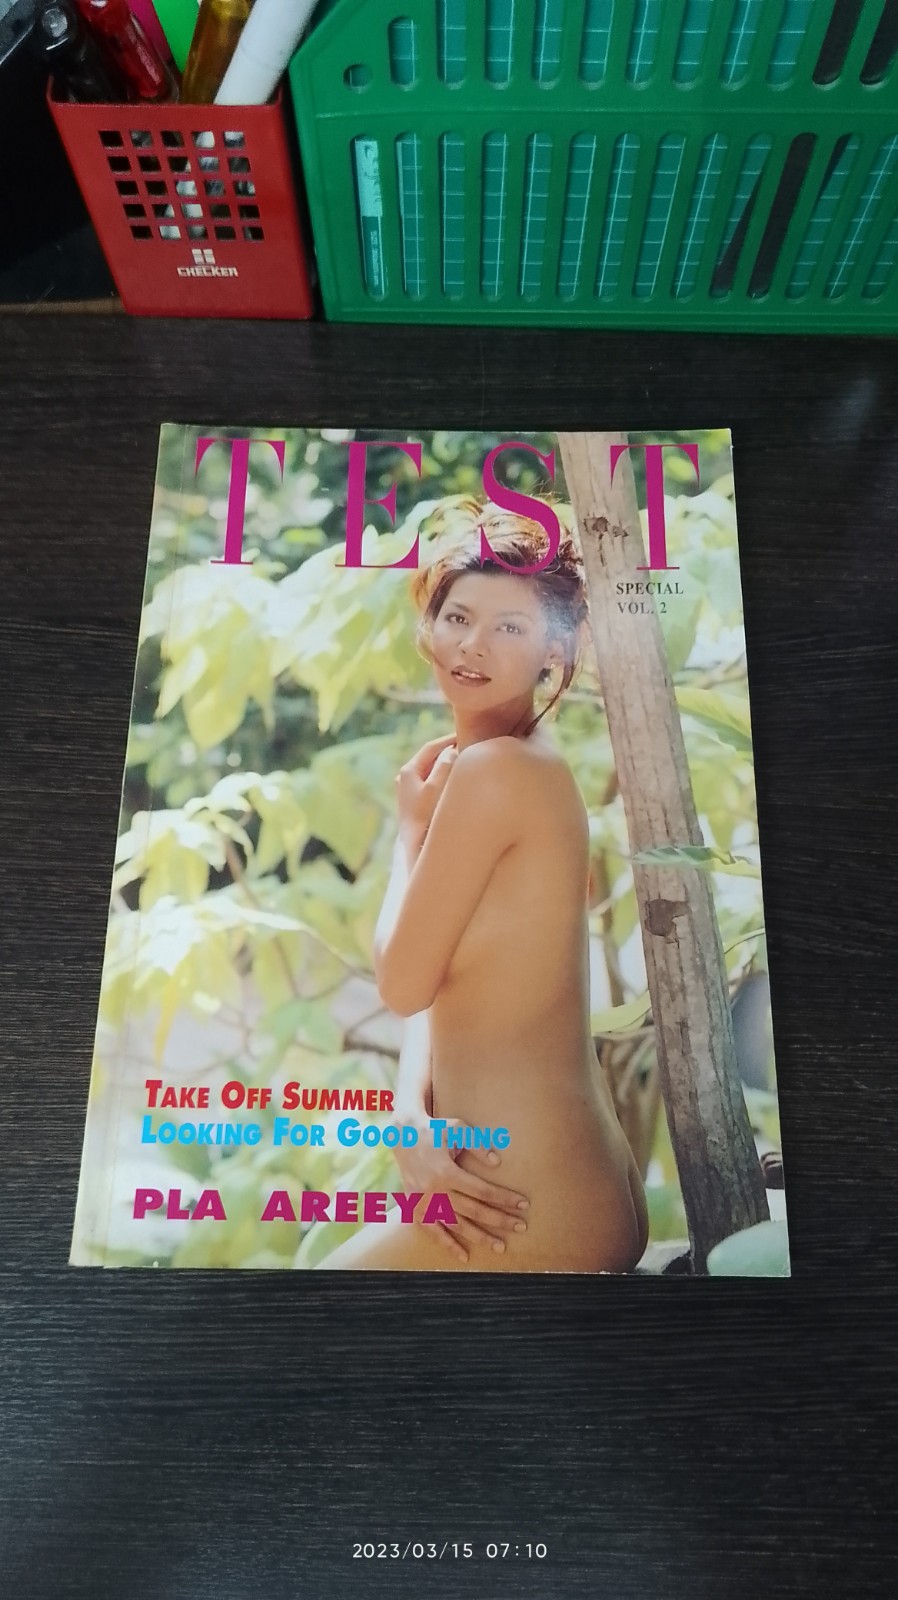 CHECKER
TEST
SPECIAL
VOL. 2
TAKE OFF SUMMER
LOOKING FOR GOOD THING
PLA AREEYA
2023/03/15 07:10